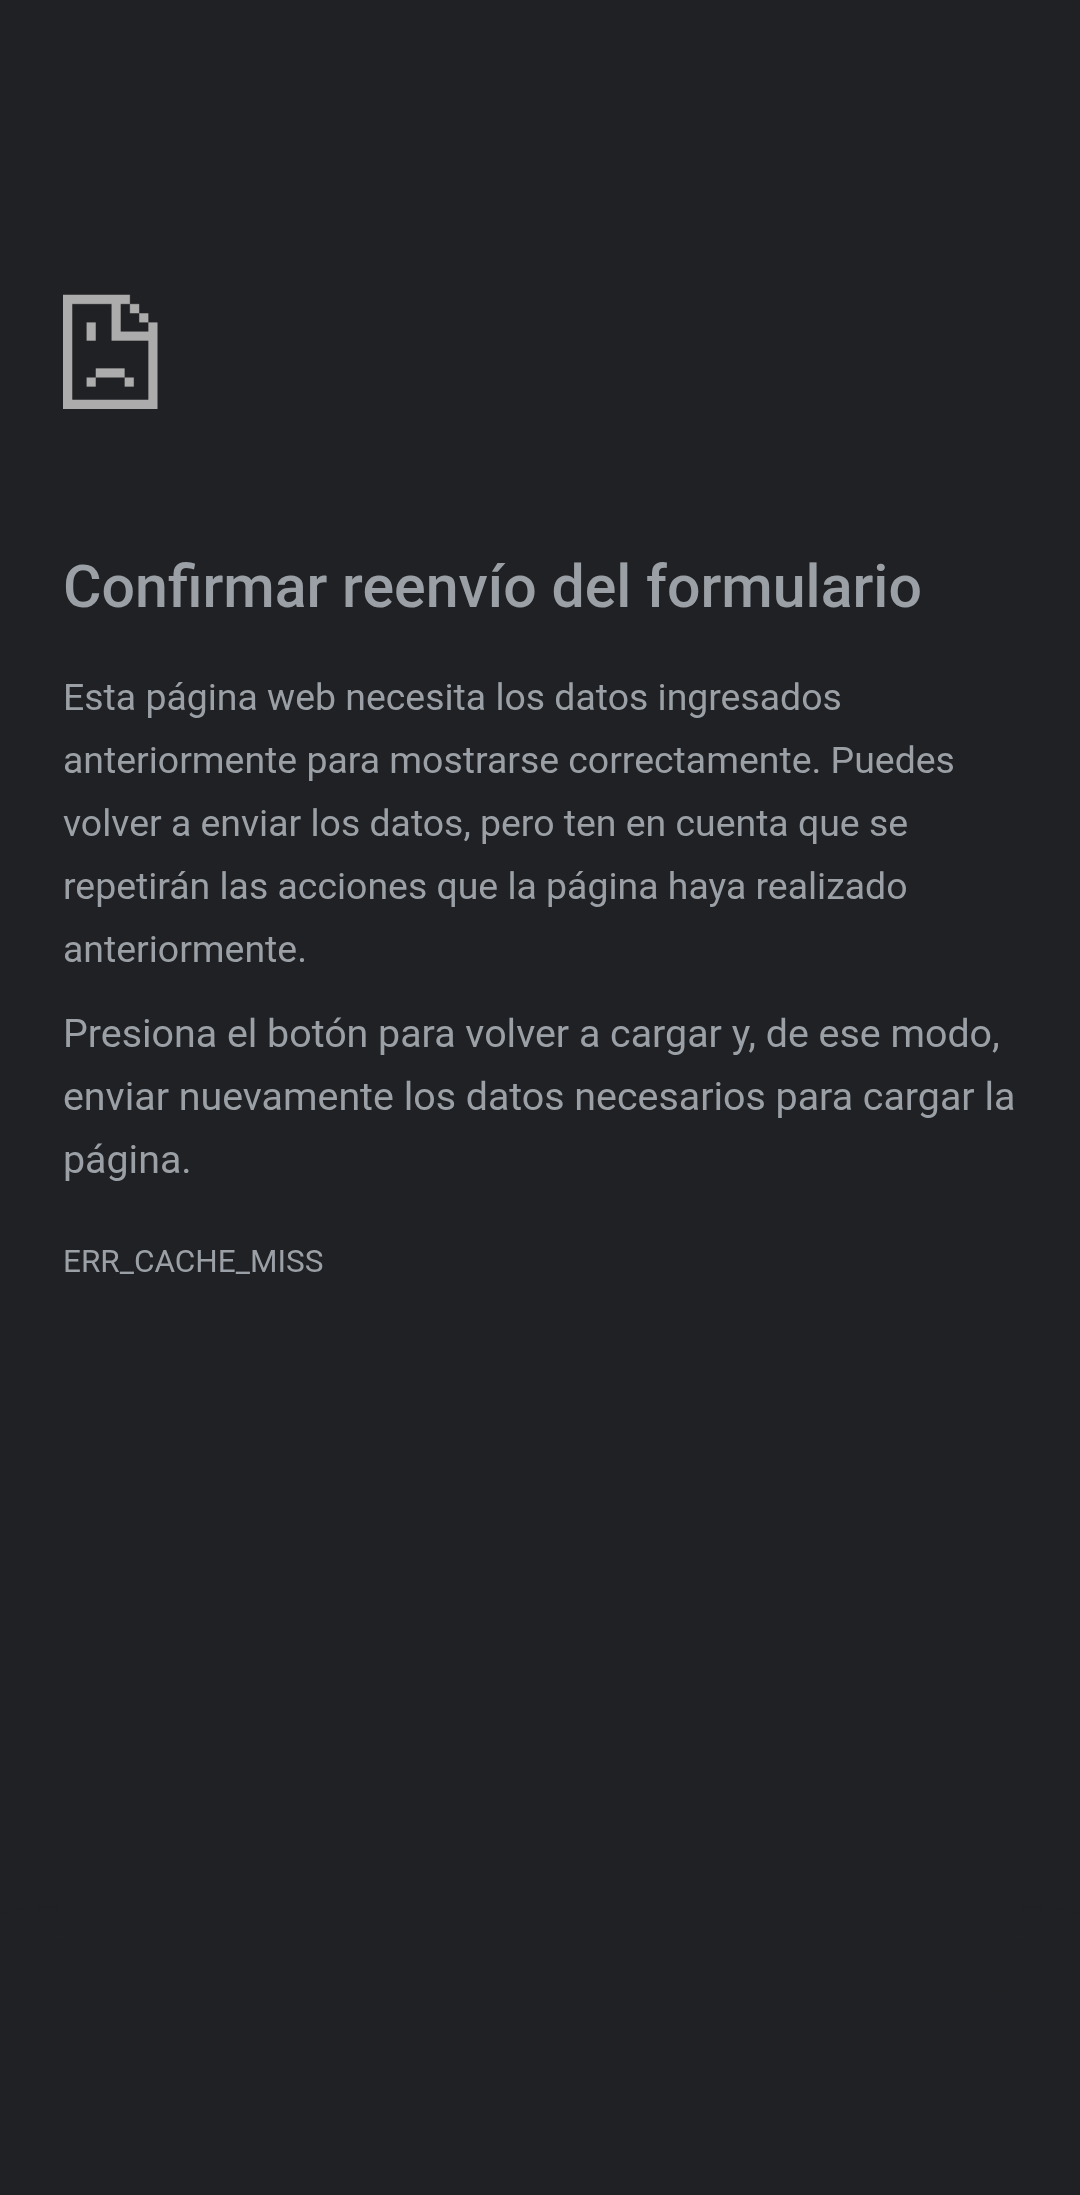 Confirmar reenvío del formulario
Esta página web necesita los datos ingresados
anteriormente para mostrarse correctamente. Puedes
volver a enviar los datos, pero ten en cuenta que se
repetirán las acciones que la página haya realizado
anteriormente.
Presiona el botón para volver a cargar y, de ese modo,
enviar nuevamente los datos necesarios para cargar la
página.
ERR_CACHE_MISS